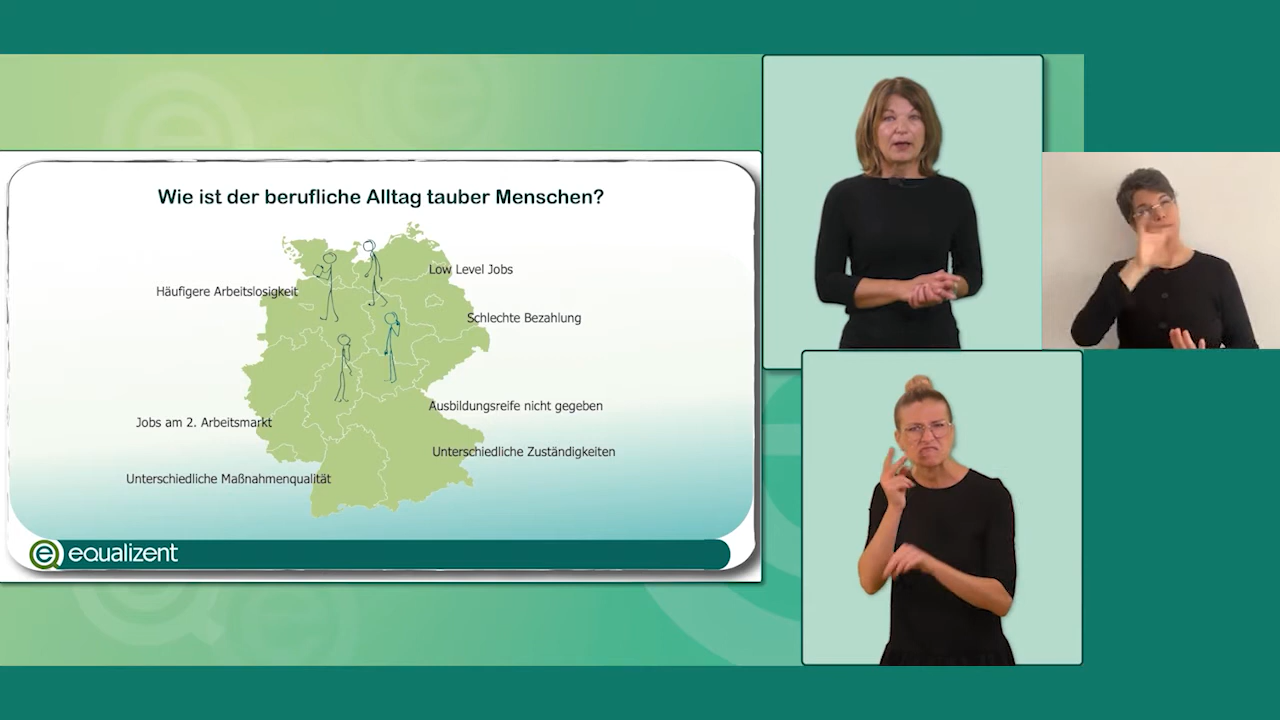 Wie ist der berufliche Alltag tauber Menschen?
Low Level Jobs
Häufigere Arbeitslosigkeit
Schlechte Bezahlung
Ausbildungsreife nicht gegeben
Jobs am 2. Arbeitsmarkt
Unterschiedliche Zuständigkeiten
Unterschiedliche Maßnahmenqualität
equalizent